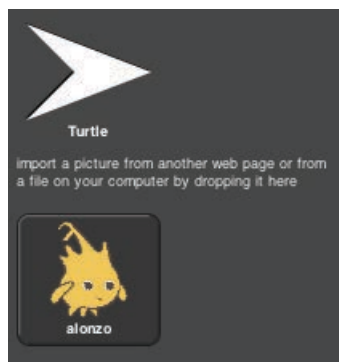 Turtle
import a picture from another web page or from
a file on your computer by dropping it here
alonzo